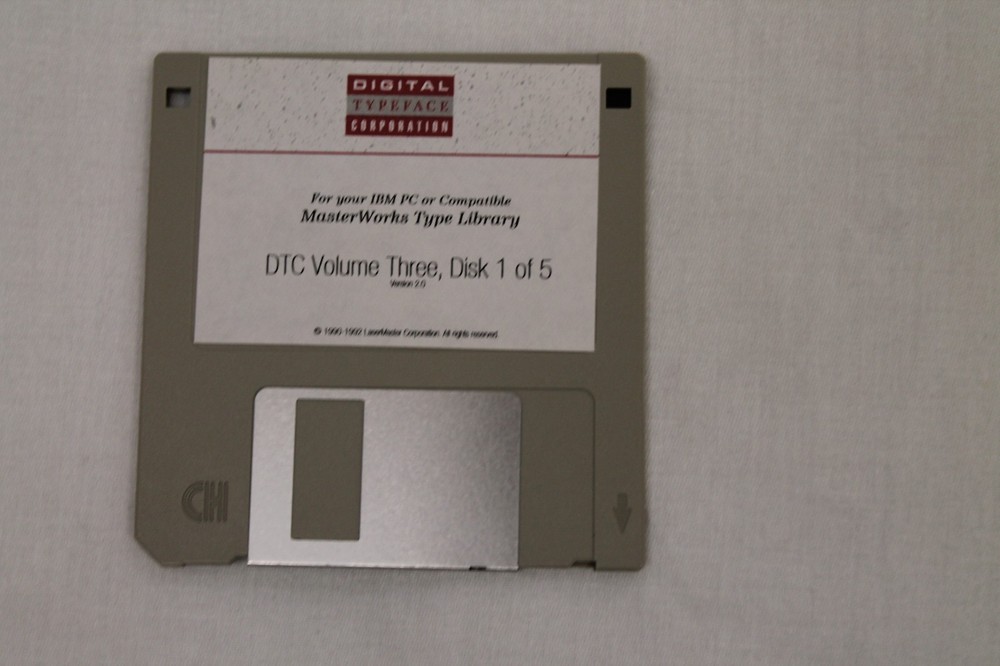 DIGITAL
TYPEFACE
CORPORATION
For your IBM PC or Compatible
MasterWorks Type Library
DTC Volume Three, Disk 1 of 5
Version 2.0
© 1990-1992 LaserMaster Corporation. All rights reserved.
CH